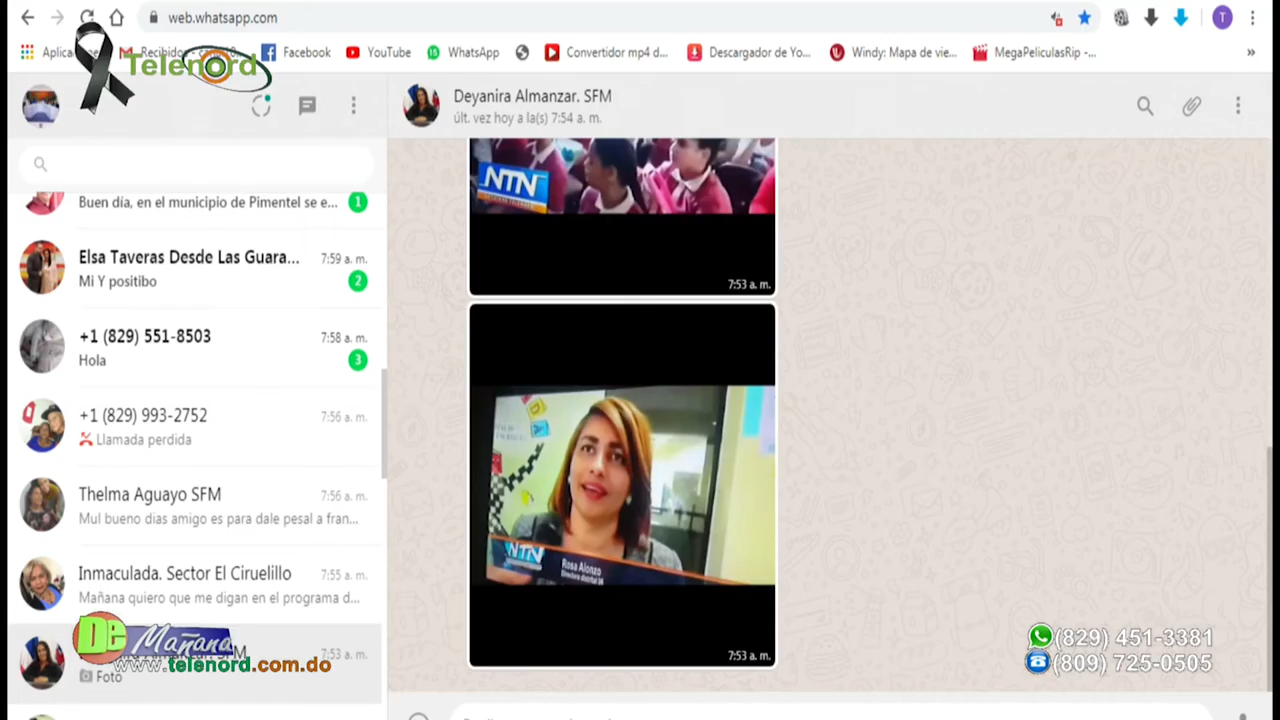 web.whatsapp.com
T
Recibidos
Facebook
YouTube
WhatsApp
Convertidor mp4 d...
Descargador de Yo...
Windy: Mapa de vie...
MegaPeliculasRip -...
»
Telenord
Deyanira Almanzar. SFM
últ. vez hoy a la(s) 7:54 a. m.
Buen día, en el municipio de Pimentel se e...
1
Elsa Taveras Desde Las Guara...
7:59 a. m.
Mi Y positibo
2
+1 (829) 551-8503
7:58 a. m.
Hola
3
+1 (829) 993-2752
7:56 a. m.
Llamada perdida
Thelma Aguayo SFM
7:56 a. m.
Mul bueno dias amigo es para dale pesal a fran...
Inmaculada. Sector El Ciruelillo
7:55 a. m.
Mañana quiero que me digan en el programa d...
De Mañana
SFM
7:53 a. m.
www.telenord.com.do
Foto
NTN
7:53 a. m.
NTN
Rosa Alonzo
7:53 a. m.
(829) 451-3381
(809) 725-0505